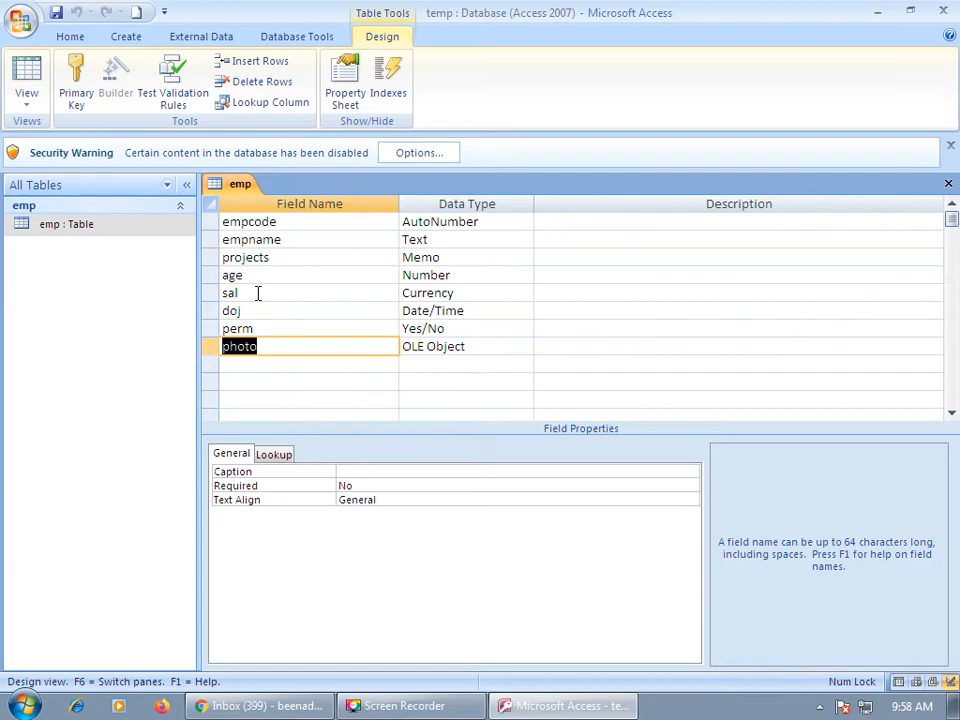 Table Tools
temp : Database (Access 2007) - Microsoft Access
Home
Create
External Data
Database Tools
Design
View
Primary Key
Builder
Test Validation Rules
Insert Rows
Delete Rows
Lookup Column
Property Sheet
Indexes
Views
Tools
Show/Hide
Security Warning
Certain content in the database has been disabled
Options...
All Tables
emp
emp : Table
emp
Field Name
Data Type
Description
empcode AutoNumber
empname Text
projects Memo
age Number
sal Currency
doj Date/Time
perm Yes/No
photo OLE Object
Field Properties
General
Lookup
Caption
Required No
Text Align General
A field name can be up to 64 characters long,
including spaces. Press F1 for help on field
names.
Design view. F6 = Switch panes. F1 = Help.
Num Lock
Inbox (399) - beenad...
Screen Recorder
Microsoft Access - te...
9:58 AM